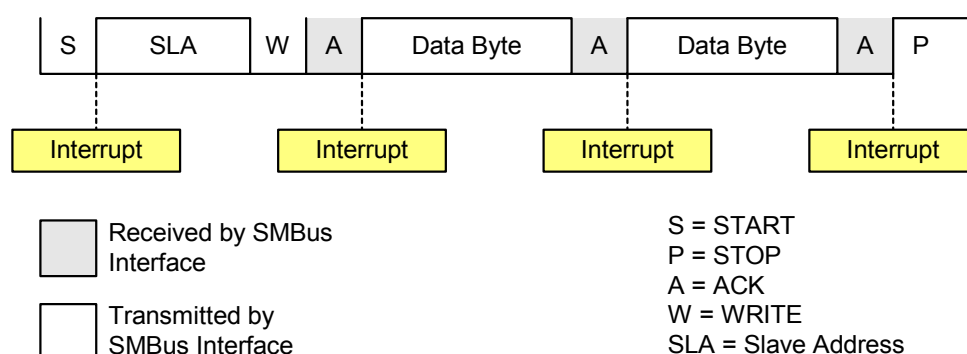 S SLA W A Data Byte A Data Byte A P
Interrupt Interrupt Interrupt Interrupt
Received by SMBus
Interface
Transmitted by
SMBus Interface
S = START
P = STOP
A = ACK
W = WRITE
SLA = Slave Address